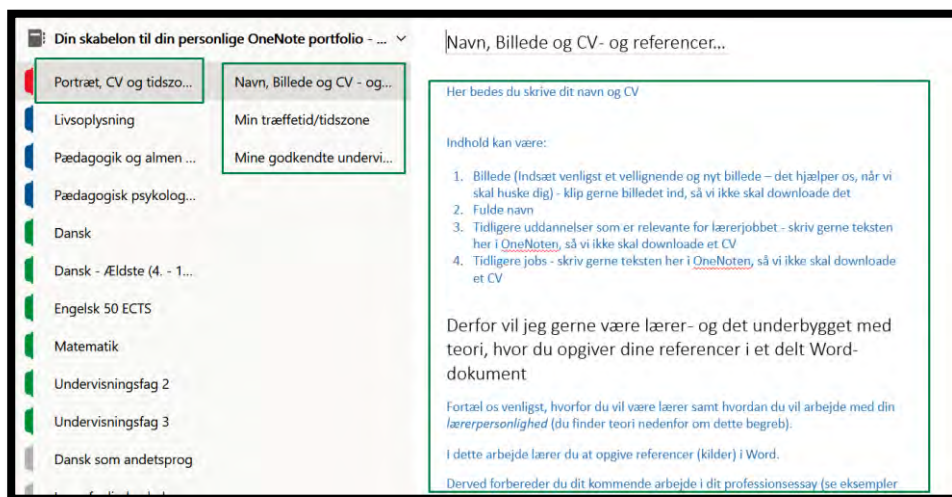 Din skabelon til din personlige OneNote portfolio - ...
Portræt, CV og tidszo...
Livsoplysning
Pædagogik og almen ...
Pædagogisk psykolog...
Dansk
Dansk - Ældste (4. - 1...
Engelsk 50 ECTS
Matematik
Undervisningsfag 2
Undervisningsfag 3
Dansk som andetsprog
Navn, Billede og CV - og...
Min træffetid/tidszone
Mine godkendte undervi...
Navn, Billede og CV- og referencer...
Her bedes du skrive dit navn og CV
Indhold kan være:
1. Billede (Indsæt venligst et vellignende og nyt billede – det hjælper os, når vi
skal huske dig) - klip gerne billedet ind, så vi ikke skal downloade det
2. Fulde navn
3. Tidligere uddannelser som er relevante for lærerjobbet - skriv gerne teksten
her i OneNoten, så vi ikke skal downloade et CV
4. Tidligere jobs - skriv gerne teksten her i OneNoten, så vi ikke skal downloade
et CV
Derfor vil jeg gerne være lærer- og det underbygget med
teori, hvor du opgiver dine referencer i et delt Word-
dokument
Fortæl os venligst, hvorfor du vil være lærer samt hvordan du vil arbejde med din
lærerpersonlighed (du finder teori nedenfor om dette begreb).
I dette arbejde lærer du at opgive referencer (kilder) i Word.
Derved forbereder du dit kommende arbejde i dit professionsessay (se eksempler